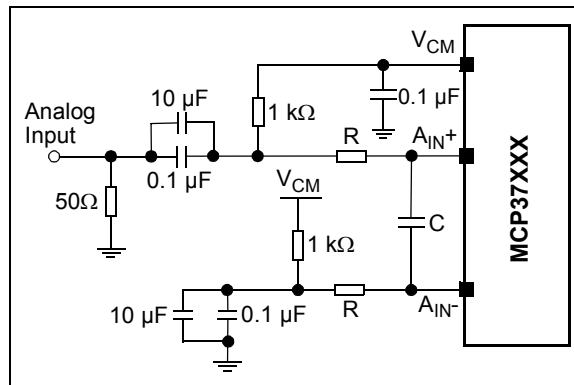 V_CM
10 µF
Analog
Input
1 kΩ
0.1 µF
R
A_IN+
0.1 µF
50Ω
V_CM
C
MCP37XXX
1 kΩ
10 µF
0.1 µF
R
A_IN-